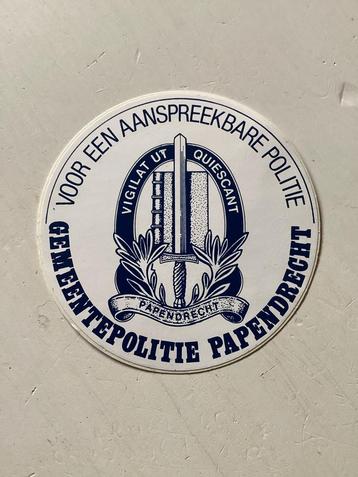 VOOR EEN AANSPREEKBARE POLITIE
VIGILAT UT QUIESCANT
PAPENDRECHT
GEMEENTEPOLITIE PAPENDRECHT